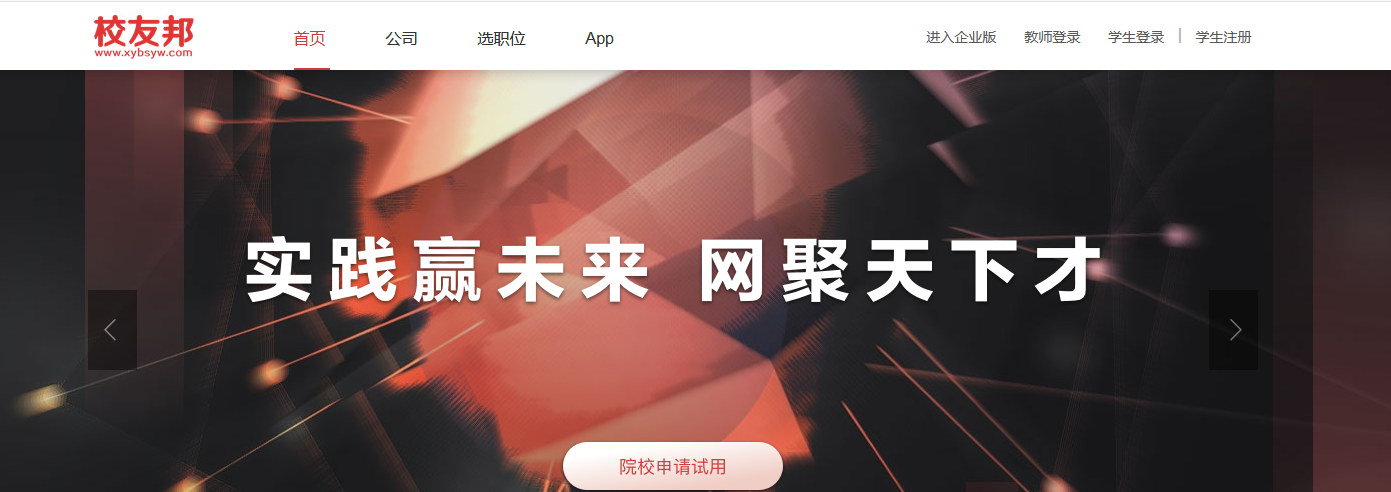 校友邦
www.xybsyw.com
首页 公司 选职位 App 进入企业版 教师登录 学生登录 | 学生注册
实践赢未来 网聚天下才
院校申请试用